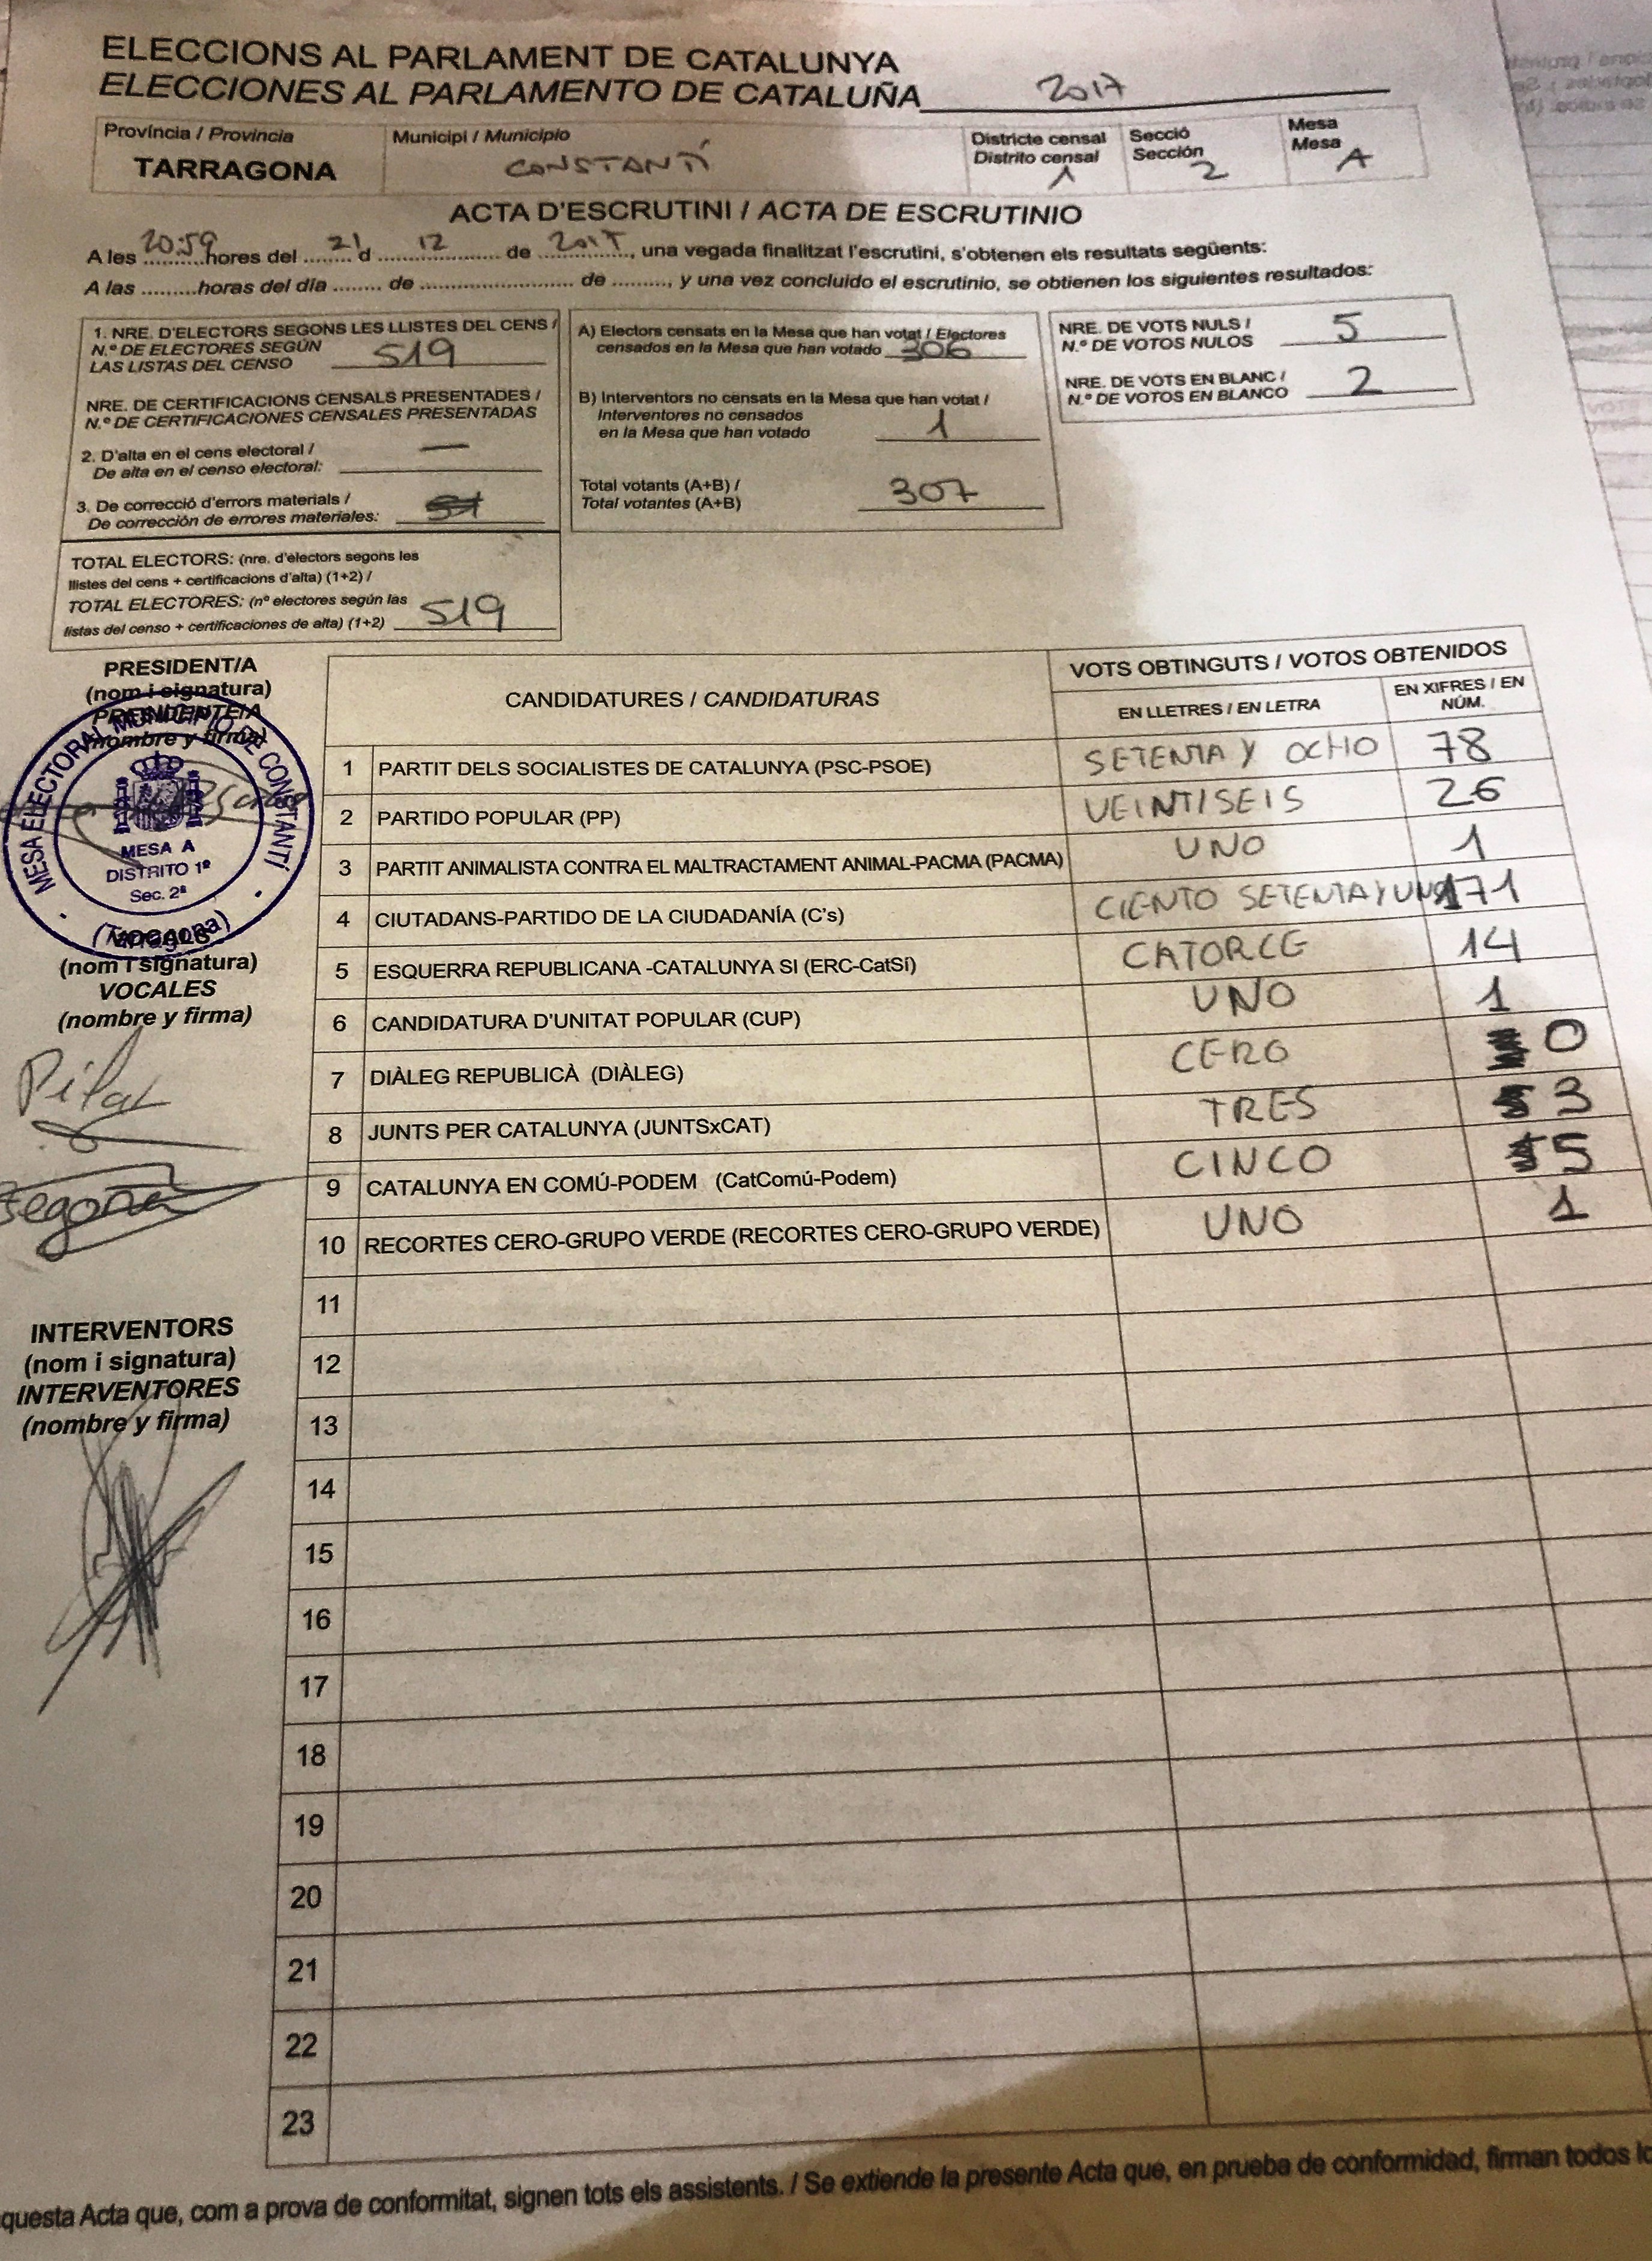 ELECCIONS AL PARLAMENT DE CATALUNYA
ELECCIONES AL PARLAMENTO DE CATALUÑA 2017
Província / Provincia
TARRAGONA
Municipi / Municipio
CONSTANTÍ
Districte censal
Distrito censal
1
Secció
Sección
2
Mesa
Mesa
A
ACTA D'ESCRUTINI / ACTA DE ESCRUTINIO
A les 20:59 hores del 21 d 12 de 2017, una vegada finalitzat l'escrutini, s'obtenen els resultats següents:
A las .........horas del día ........ de .......................... de ........., y una vez concluido el escrutinio, se obtienen los siguientes resultados:
1. NRE. D'ELECTORS SEGONS LES LLISTES DEL CENS /
N.º DE ELECTORES SEGÚN
LAS LISTAS DEL CENSO 519
NRE. DE CERTIFICACIONS CENSALS PRESENTADES /
N.º DE CERTIFICACIONES CENSALES PRESENTADAS
2. D'alta en el cens electoral /
De alta en el censo electoral: —
3. De correcció d'errors materials /
De corrección de errores materiales:
TOTAL ELECTORS: (nre. d'electors segons les
llistes del cens + certificacions d'alta) (1+2) /
TOTAL ELECTORES: (nº electores según las
listas del censo + certificaciones de alta) (1+2) 519
A) Electors censats en la Mesa que han votat / Electores
censados en la Mesa que han votado 306
B) Interventors no censats en la Mesa que han votat /
Interventores no censados
en la Mesa que han votado 1
Total votants (A+B) /
Total votantes (A+B) 307
NRE. DE VOTS NULS /
N.º DE VOTOS NULOS 5
NRE. DE VOTS EN BLANC /
N.º DE VOTOS EN BLANCO 2
PRESIDENT/A
(nom i signatura)
PRESIDENTE/A
(nombre y firma)
MESA ELECTORAL MUNICIPIO DE CONSTANTÍ
MESA A
DISTRITO 1º
Sec. 2ª
(Tarragona)
VOCALS
(nom i signatura)
VOCALES
(nombre y firma)
Pilar
Begoña
INTERVENTORS
(nom i signatura)
INTERVENTORES
(nombre y firma)
CANDIDATURES / CANDIDATURAS
VOTS OBTINGUTS / VOTOS OBTENIDOS
EN LLETRES / EN LETRA
EN XIFRES / EN
NÚM.
1 PARTIT DELS SOCIALISTES DE CATALUNYA (PSC-PSOE) SETENTA Y OCHO 78
2 PARTIDO POPULAR (PP) VEINTISEIS 26
3 PARTIT ANIMALISTA CONTRA EL MALTRACTAMENT ANIMAL-PACMA (PACMA) UNO 1
4 CIUTADANS-PARTIDO DE LA CIUDADANÍA (C's) CIENTO SETENTA Y UNO 171
5 ESQUERRA REPUBLICANA -CATALUNYA SI (ERC-CatSí) CATORCE 14
6 CANDIDATURA D'UNITAT POPULAR (CUP) UNO 1
7 DIÀLEG REPUBLICÀ (DIÀLEG) CERO 0
8 JUNTS PER CATALUNYA (JUNTSxCAT) TRES 3
9 CATALUNYA EN COMÚ-PODEM (CatComú-Podem) CINCO 5
10 RECORTES CERO-GRUPO VERDE (RECORTES CERO-GRUPO VERDE) UNO 1
11
12
13
14
15
16
17
18
19
20
21
22
23
questa Acta que, com a prova de conformitat, signen tots els assistents. / Se extiende la presente Acta que, en prueba de conformidad, firman todos lo